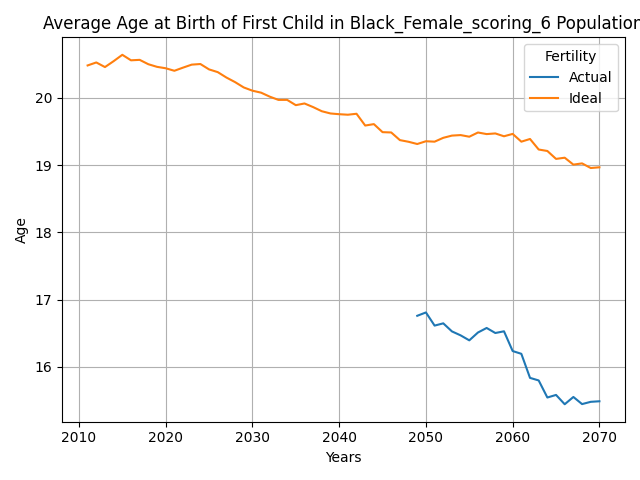 Average Age at Birth of First Child in Black_Female_scoring_6 Population
Fertility
Actual
Ideal
Age
20
19
18
17
16
2010 2020 2030 2040 2050 2060 2070
Years